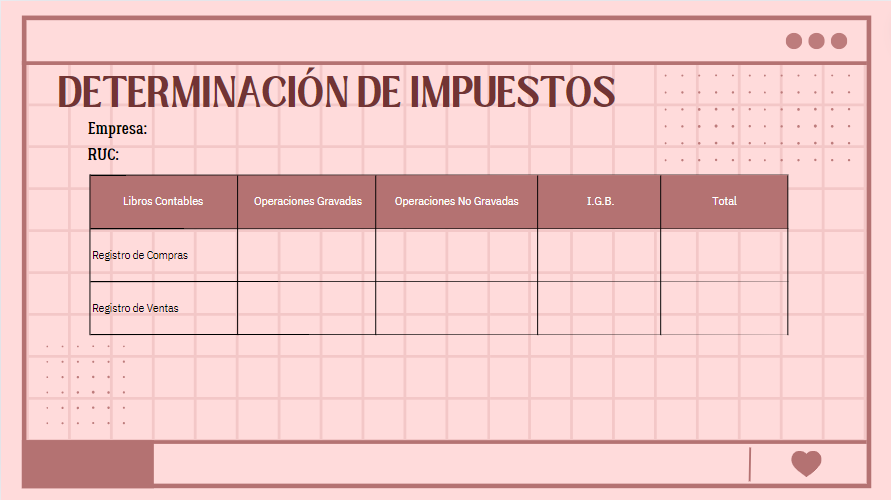 DETERMINACIÓN DE IMPUESTOS
Empresa:
RUC:
Libros Contables Operaciones Gravadas Operaciones No Gravadas I.G.B. Total
Registro de Compras
Registro de Ventas